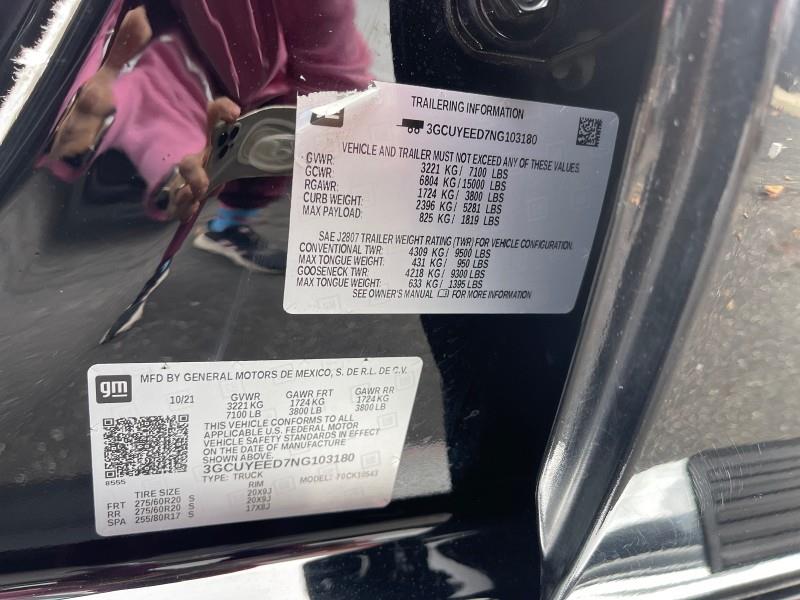 TRAILERING INFORMATION
3GCUYEED7NG103180
VEHICLE AND TRAILER MUST NOT EXCEED ANY OF THESE VALUES.
GVWR: 3221 KG/ 7100 LBS
GCWR: 6804 KG/15000 LBS
RGAWR: 1724 KG/ 3800 LBS
CURB WEIGHT: 2396 KG/ 5281 LBS
MAX PAYLOAD: 825 KG/ 1819 LBS
SAE J2807 TRAILER WEIGHT RATING (TWR) FOR VEHICLE CONFIGURATION.
CONVENTIONAL TWR: 4309 KG/ 9500 LBS
MAX TONGUE WEIGHT: 431 KG/ 950 LBS
GOOSENECK TWR: 4218 KG/ 9300 LBS
MAX TONGUE WEIGHT: 633 KG/ 1395 LBS
SEE OWNER'S MANUAL FOR MORE INFORMATION
gm MFD BY GENERAL MOTORS DE MEXICO, S. DE R.L. DE C.V.
10/21 GVWR GAWR FRT GAWR RR
3221 KG 1724 KG 1724 KG
7100 LB 3800 LB 3800 LB
THIS VEHICLE CONFORMS TO ALL
APPLICABLE U.S. FEDERAL MOTOR
VEHICLE SAFETY STANDARDS IN EFFECT
ON THE DATE OF MANUFACTURE
SHOWN ABOVE.
3GCUYEED7NG103180
8555
TYPE: TRUCK MODEL: 70CK10543
TIRE SIZE RIM
FRT 275/60R20 S 20X9J
RR 275/60R20 S 20X9J
SPA 255/80R17 S 17X8J